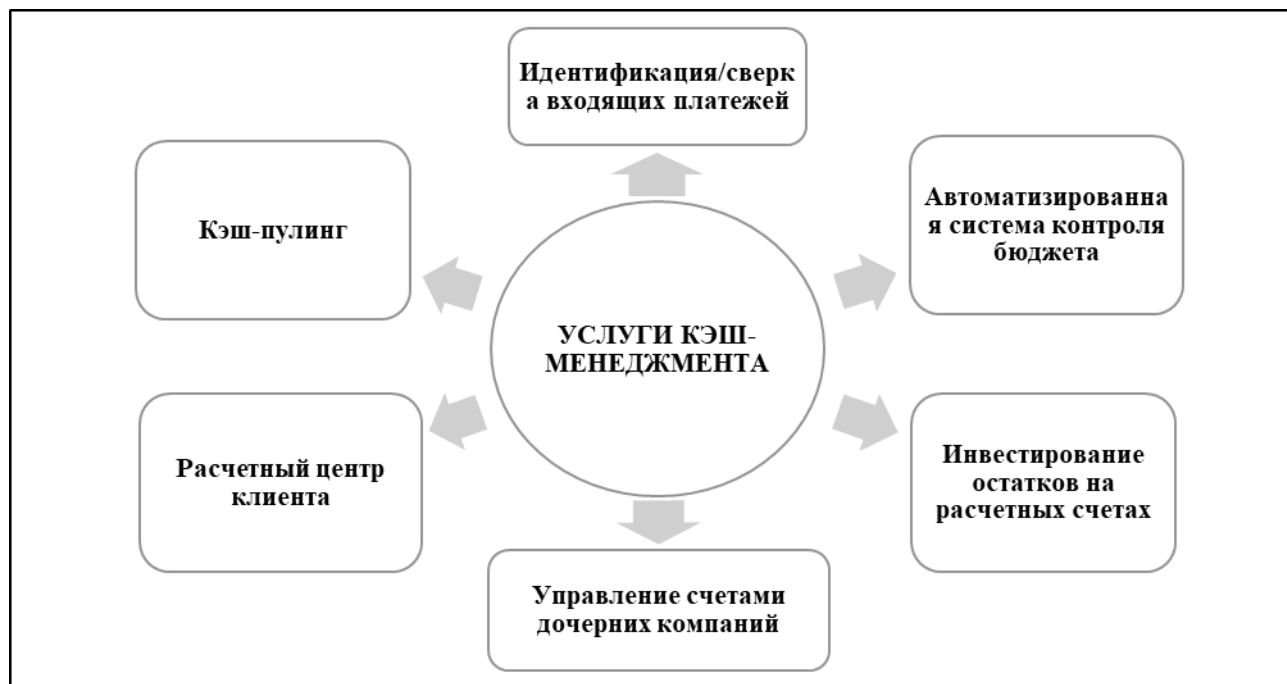 Идентификация/сверк
а входящих платежей
Кэш-пулинг
Автоматизированна
я система контроля
бюджета
УСЛУГИ КЭШ-
МЕНЕДЖМЕНТА
Расчетный центр
клиента
Инвестирование
остатков на
расчетных счетах
Управление счетами
дочерних компаний